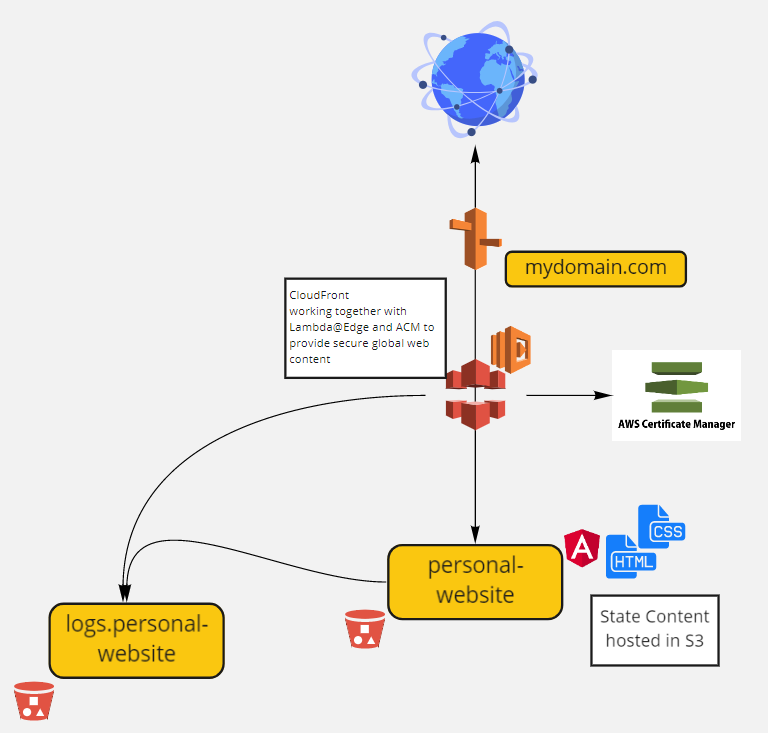 mydomain.com
CloudFront
working together with
Lambda@Edge and ACM to
provide secure global web
content
AWS Certificate Manager
CSS
HTML
A
personal-
website
State Content
hosted in S3
logs.personal-
website